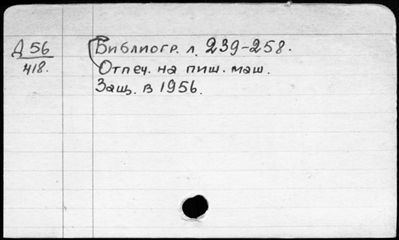 Д 56
418.
Библиогр. л. 239-258.
Отпеч. на пиш. маш.
Защ. в 1956.